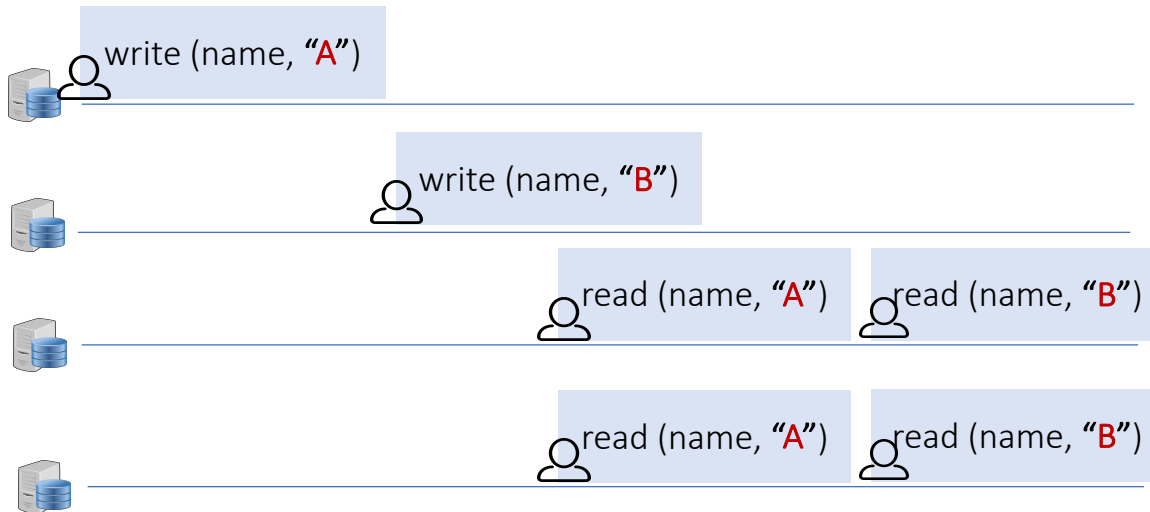 write (name, “A”)
write (name, “B”)
read (name, “A”) read (name, “B”)
read (name, “A”) read (name, “B”)